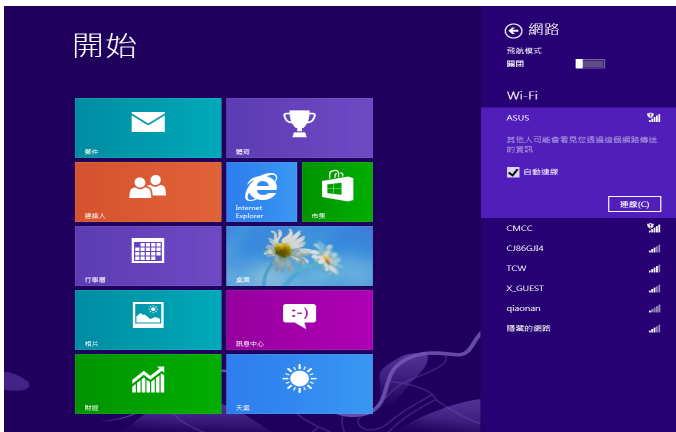 開始
郵件
體育
連絡人
Internet
Explorer
市集
行事曆
桌面
相片
訊息中心
財經
天氣
網路
飛航模式
關閉
Wi-Fi
ASUS
其他人可能會看見您透過這個網路傳送
的資訊
自動連線
連線(C)
CMCC
CJ86GJI4
TCW
X_GUEST
qiaonan
隱藏的網路